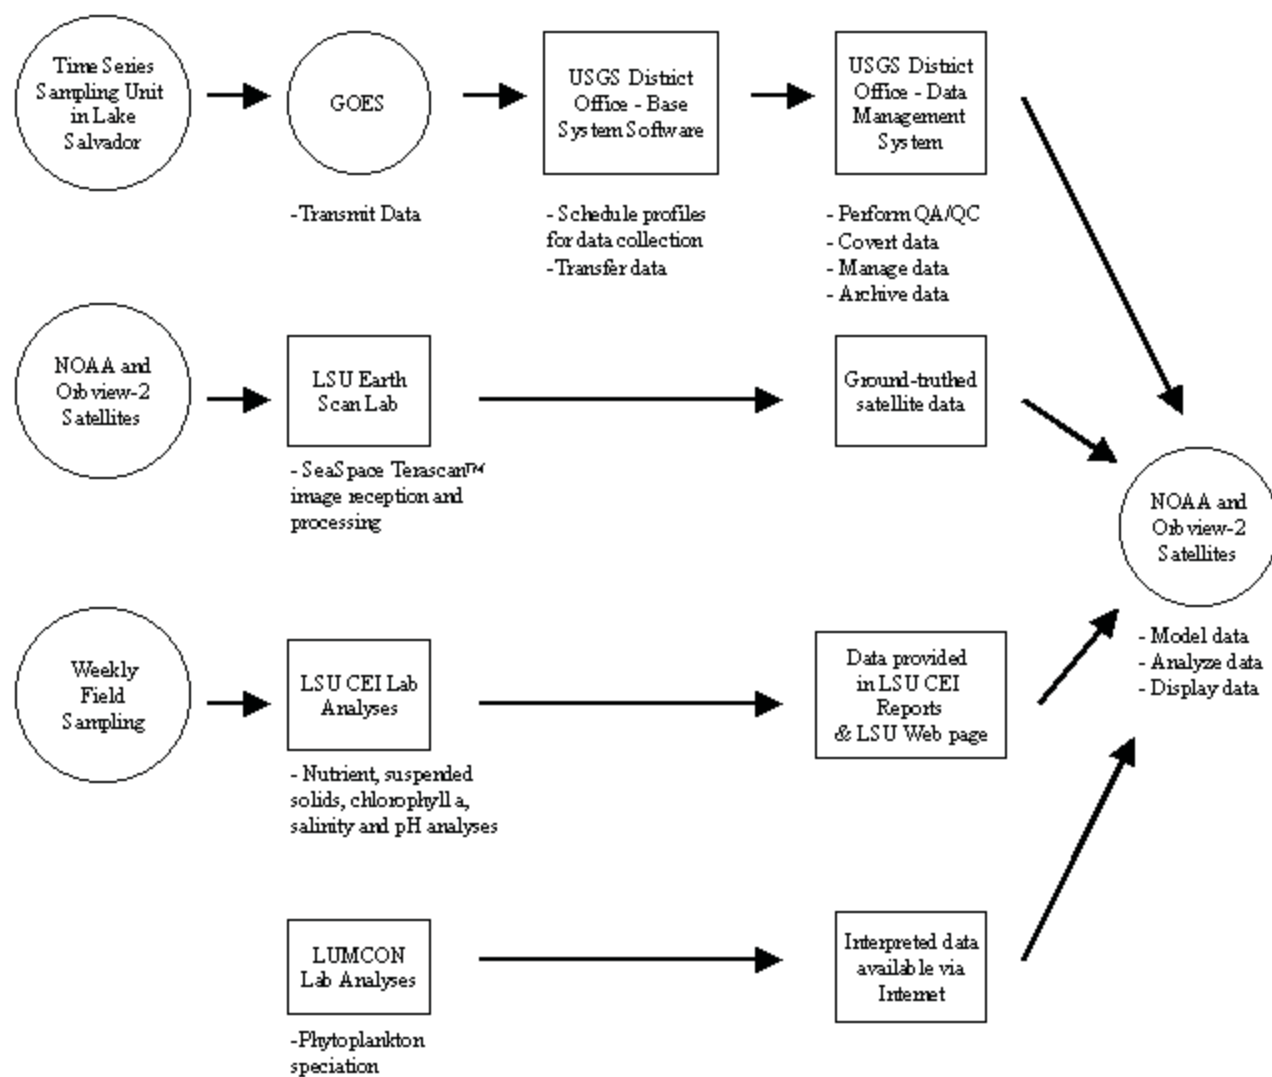 Time Series
Sampling Unit
in Lake
Salvador
GOES
USGS District
Office - Base
System Software
USGS District
Office - Data
Management
System
-Transmit Data
- Schedule profiles
for data collection
-Transfer data
- Perform QA/QC
- Covert data
- Manage data
- Archive data
NOAA and
Orbview-2
Satellites
LSU Earth
Scan Lab
Ground-truthed
satellite data
- SeaSpace Terascan™
image reception and
processing
NOAA and
Orbview-2
Satellites
- Model data
- Analyze data
- Display data
Weekly
Field
Sampling
LSU CEI Lab
Analyses
Data provided
in LSU CEI
Reports
& LSU Web page
- Nutrient, suspended
solids, chlorophyll a,
salinity and pH analyses
LUMCON
Lab Analyses
Interpreted data
available via
Internet
-Phytoplankton
speciation